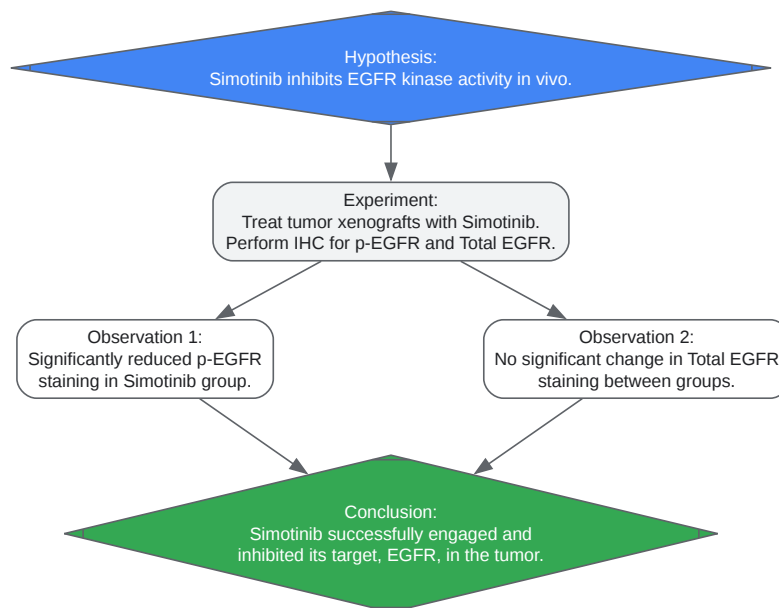 Hypothesis:
Simotinib inhibits EGFR kinase activity in vivo.
Experiment:
Treat tumor xenografts with Simotinib.
Perform IHC for p-EGFR and Total EGFR.
Observation 1:
Significantly reduced p-EGFR
staining in Simotinib group.
Observation 2:
No significant change in Total EGFR
staining between groups.
Conclusion:
Simotinib successfully engaged and
inhibited its target, EGFR, in the tumor.